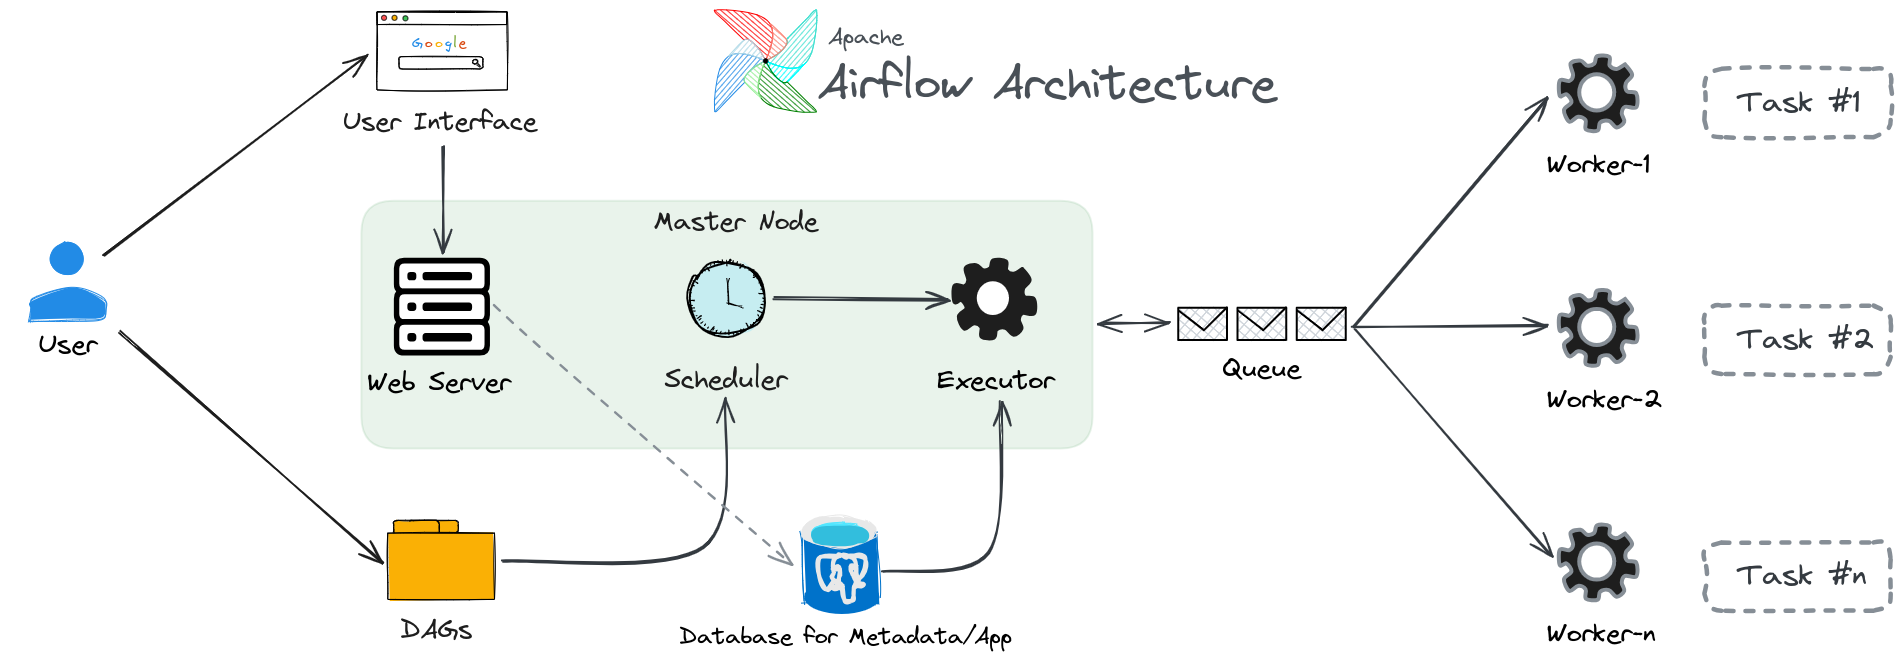 Google
Apache
Airflow Architecture
User Interface
Task #1
Worker-1
Master Node
User
Web Server
Scheduler
Executor
Queue
Task #2
Worker-2
DAGs
Database for Metadata/App
Task #n
Worker-n